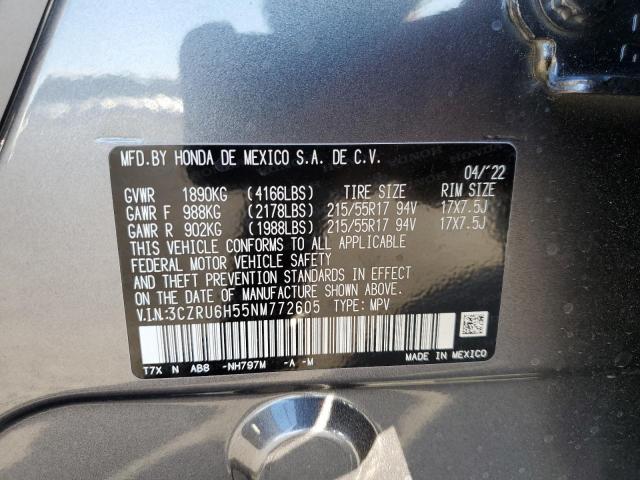 MFD.BY HONDA DE MEXICO S.A. DE C.V.
04/'22
GVWR 1890KG (4166LBS) TIRE SIZE RIM SIZE
GAWR F 988KG (2178LBS) 215/55R17 94V 17X7.5J
GAWR R 902KG (1988LBS) 215/55R17 94V 17X7.5J
THIS VEHICLE CONFORMS TO ALL APPLICABLE
FEDERAL MOTOR VEHICLE SAFETY
AND THEFT PREVENTION STANDARDS IN EFFECT
ON THE DATE OF MANUFACTURE SHOWN ABOVE.
V.I.N:3CZRU6H55NM772605 TYPE: MPV
T7X N AB8 -NH797M -A -M
MADE IN MEXICO